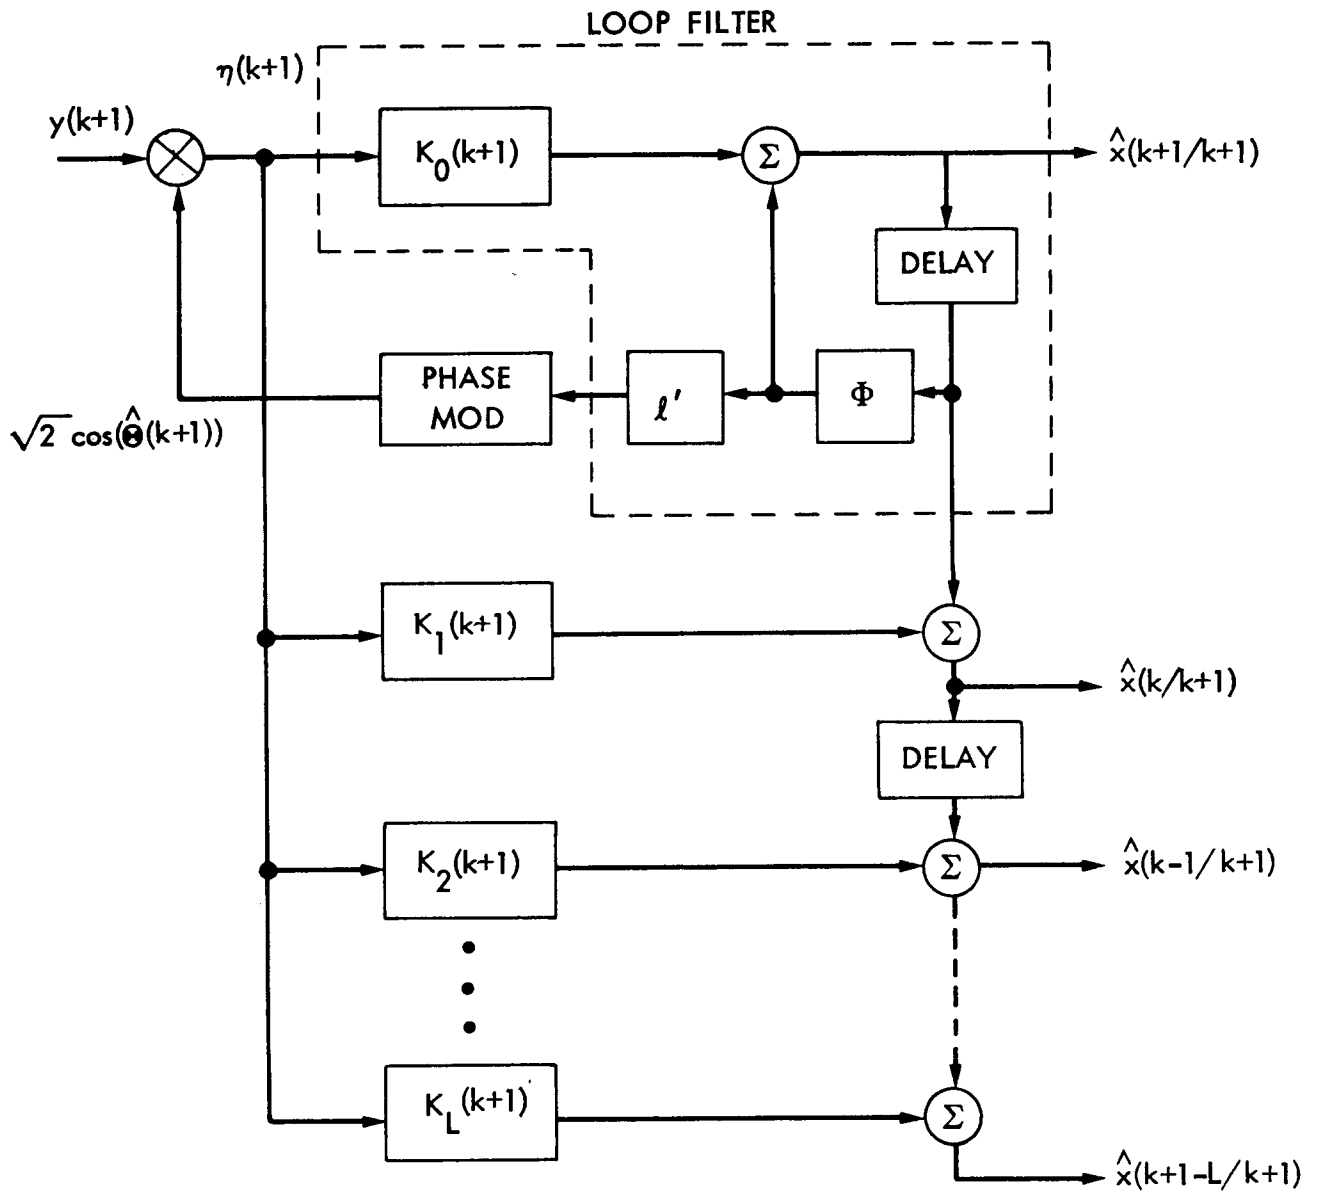 LOOP FILTER
η(k+1)
y(k+1)
K₀(k+1)
Σ
x̂(k+1/k+1)
DELAY
PHASE
MOD
ℓ′
Φ
√2 cos(Θ̂(k+1))
K₁(k+1)
Σ
x̂(k/k+1)
DELAY
K₂(k+1)
Σ
x̂(k-1/k+1)
K_L(k+1)
Σ
x̂(k+1-L/k+1)